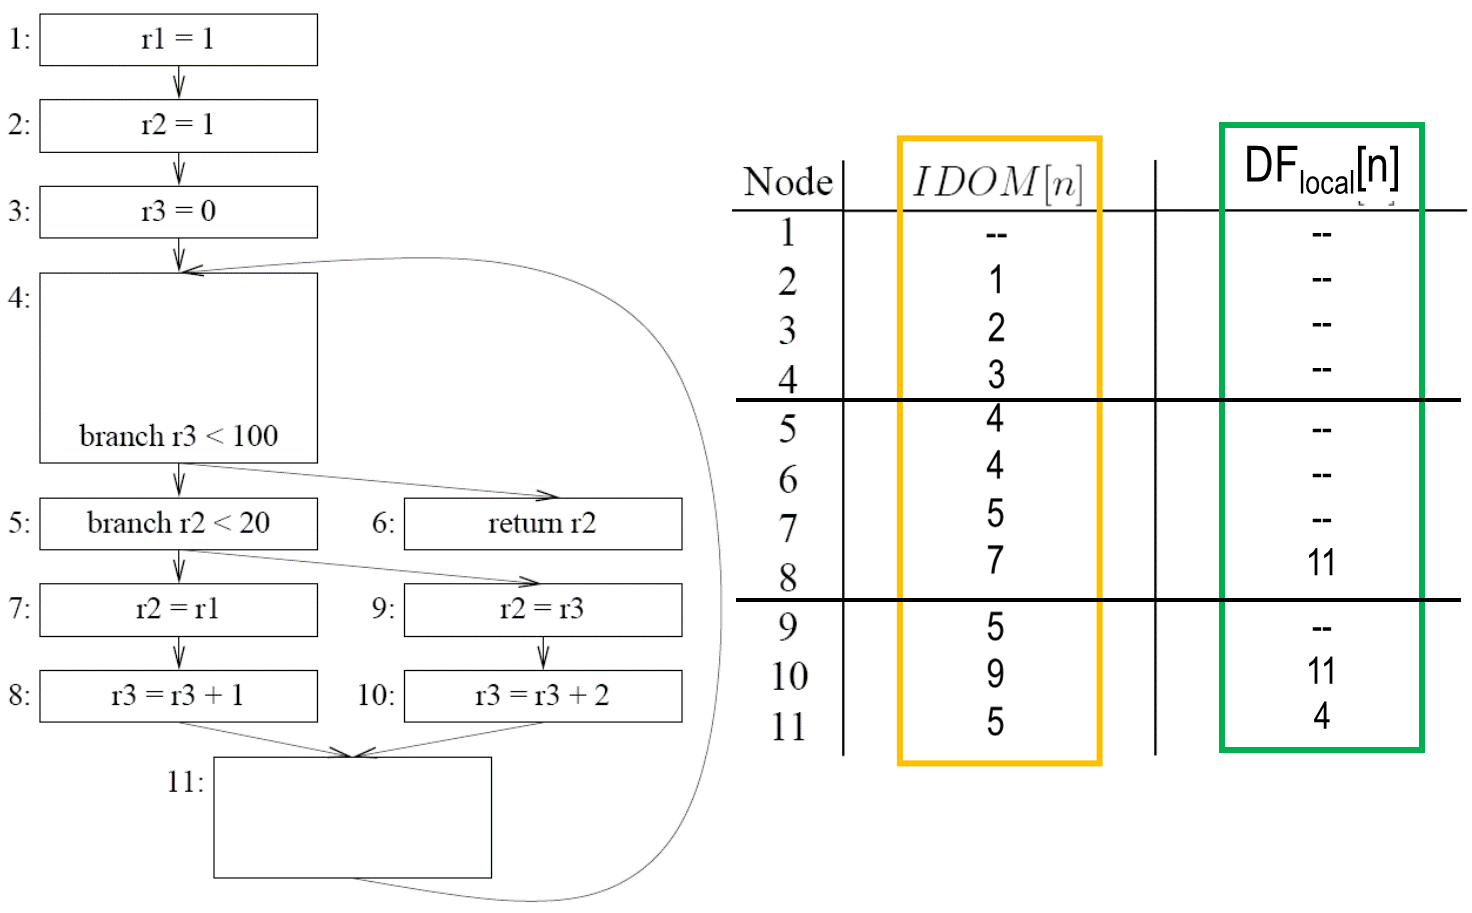 1: r1 = 1
2: r2 = 1
3: r3 = 0
4:
branch r3 < 100
5: branch r2 < 20
6: return r2
7: r2 = r1
9: r2 = r3
8: r3 = r3 + 1
10: r3 = r3 + 2
11:
Node IDOM[n] DFlocal[n]
1 -- --
2 1 --
3 2 --
4 3 --
5 4 --
6 4 --
7 5 --
8 7 11
9 5 --
10 9 11
11 5 4